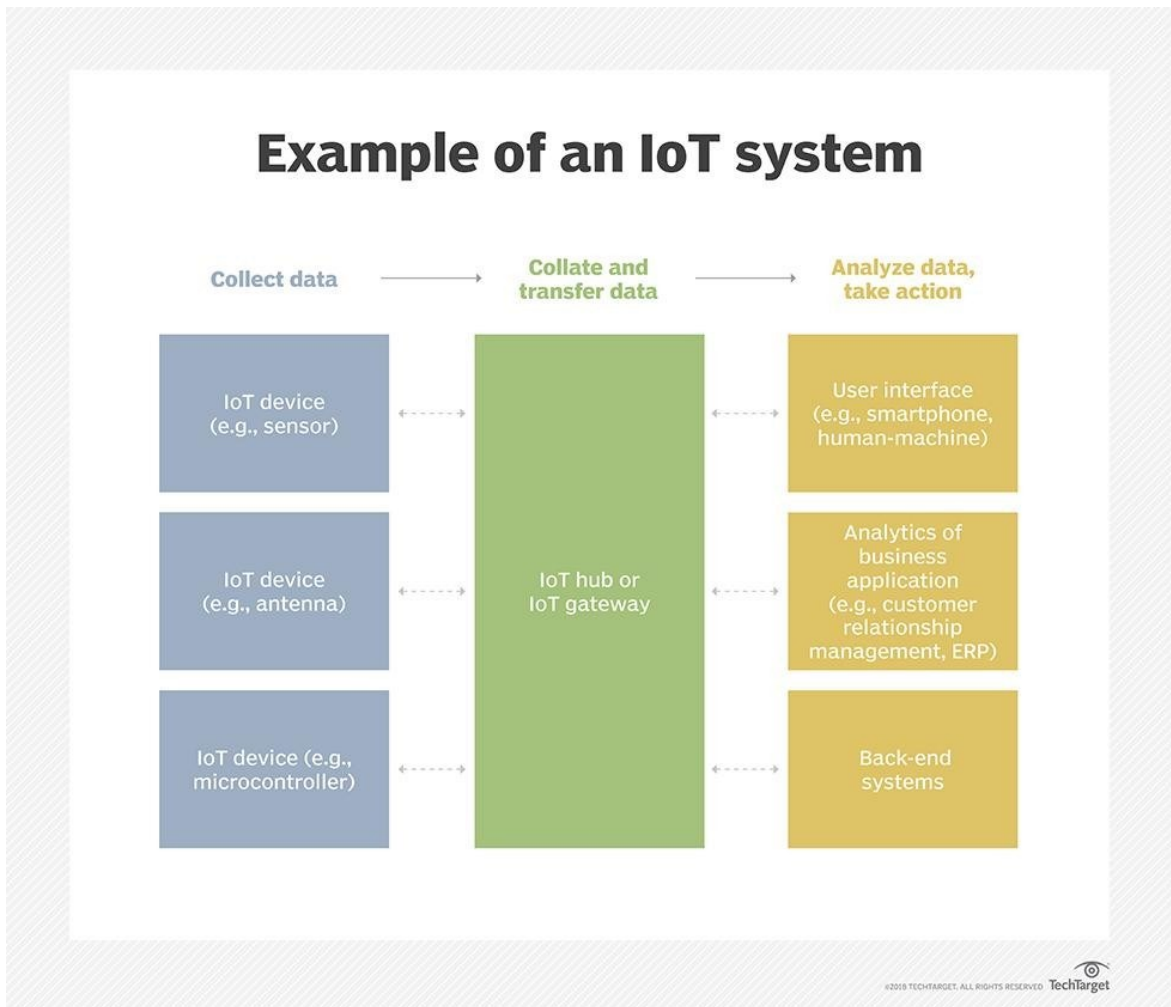 Example of an IoT system
Collect data
Collate and
transfer data
Analyze data,
take action
IoT device
(e.g., sensor)
IoT device
(e.g., antenna)
IoT device (e.g.,
microcontroller)
IoT hub or
IoT gateway
User interface
(e.g., smartphone,
human-machine)
Analytics of
business
application
(e.g., customer
relationship
management, ERP)
Back-end
systems
©2019 TECHTARGET. ALL RIGHTS RESERVED TechTarget